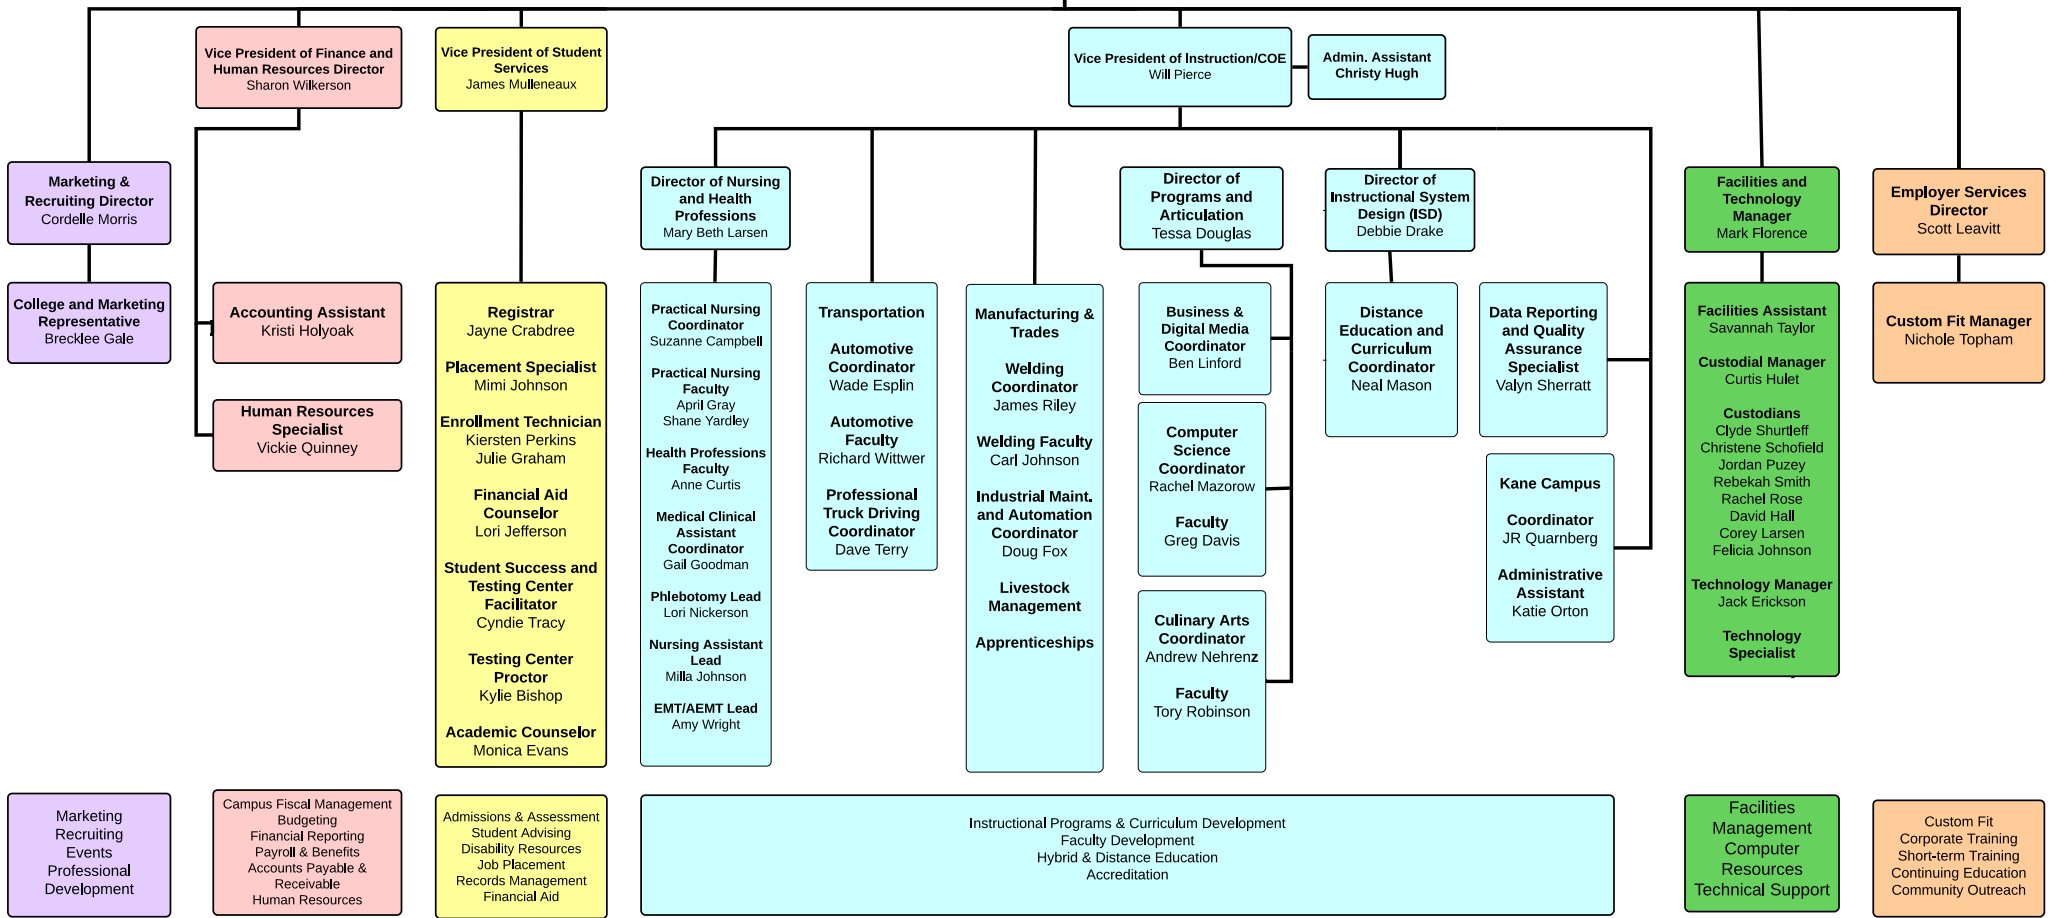 Vice President of Finance and
Human Resources Director
Sharon Wilkerson
Vice President of Student
Services
James Mulleneaux
Vice President of Instruction/COE
Will Pierce
Admin. Assistant
Christy Hugh
Marketing &
Recruiting Director
Cordelle Morris
Director of Nursing
and Health
Professions
Mary Beth Larsen
Director of
Programs and
Articulation
Tessa Douglas
Director of
Instructional System
Design (ISD)
Debbie Drake
Facilities and
Technology
Manager
Mark Florence
Employer Services
Director
Scott Leavitt
College and Marketing
Representative
Brecklee Gale
Accounting Assistant
Kristi Holyoak
Human Resources
Specialist
Vickie Quinney
Registrar
Jayne Crabdree
Placement Specialist
Mimi Johnson
Enrollment Technician
Kiersten Perkins
Julie Graham
Financial Aid
Counselor
Lori Jefferson
Student Success and
Testing Center
Facilitator
Cyndie Tracy
Testing Center
Proctor
Kylie Bishop
Academic Counselor
Monica Evans
Practical Nursing
Coordinator
Suzanne Campbell
Practical Nursing
Faculty
April Gray
Shane Yardley
Health Professions
Faculty
Anne Curtis
Medical Clinical
Assistant
Coordinator
Gail Goodman
Phlebotomy Lead
Lori Nickerson
Nursing Assistant
Lead
Milla Johnson
EMT/AEMT Lead
Amy Wright
Transportation
Automotive
Coordinator
Wade Esplin
Automotive
Faculty
Richard Wittwer
Professional
Truck Driving
Coordinator
Dave Terry
Manufacturing &
Trades
Welding
Coordinator
James Riley
Welding Faculty
Carl Johnson
Industrial Maint.
and Automation
Coordinator
Doug Fox
Livestock
Management
Apprenticeships
Business &
Digital Media
Coordinator
Ben Linford
Computer
Science
Coordinator
Rachel Mazorow
Faculty
Greg Davis
Culinary Arts
Coordinator
Andrew Nehrenz
Faculty
Tory Robinson
Distance
Education and
Curriculum
Coordinator
Neal Mason
Data Reporting
and Quality
Assurance
Specialist
Valyn Sherratt
Kane Campus
Coordinator
JR Quarnberg
Administrative
Assistant
Katie Orton
Facilities Assistant
Savannah Taylor
Custodial Manager
Curtis Hulet
Custodians
Clyde Shurtleff
Christene Schofield
Jordan Puzey
Rebekah Smith
Rachel Rose
David Hall
Corey Larsen
Felicia Johnson
Technology Manager
Jack Erickson
Technology
Specialist
Custom Fit Manager
Nichole Topham
Marketing
Recruiting
Events
Professional
Development
Campus Fiscal Management
Budgeting
Financial Reporting
Payroll & Benefits
Accounts Payable &
Receivable
Human Resources
Admissions & Assessment
Student Advising
Disability Resources
Job Placement
Records Management
Financial Aid
Instructional Programs & Curriculum Development
Faculty Development
Hybrid & Distance Education
Accreditation
Facilities
Management
Computer
Resources
Technical Support
Custom Fit
Corporate Training
Short-term Training
Continuing Education
Community Outreach